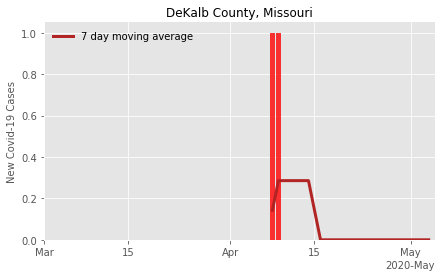 DeKalb County, Missouri
7 day moving average
New Covid-19 Cases
1.0
0.8
0.6
0.4
0.2
0.0
Mar 15 Apr 15 May
2020-May